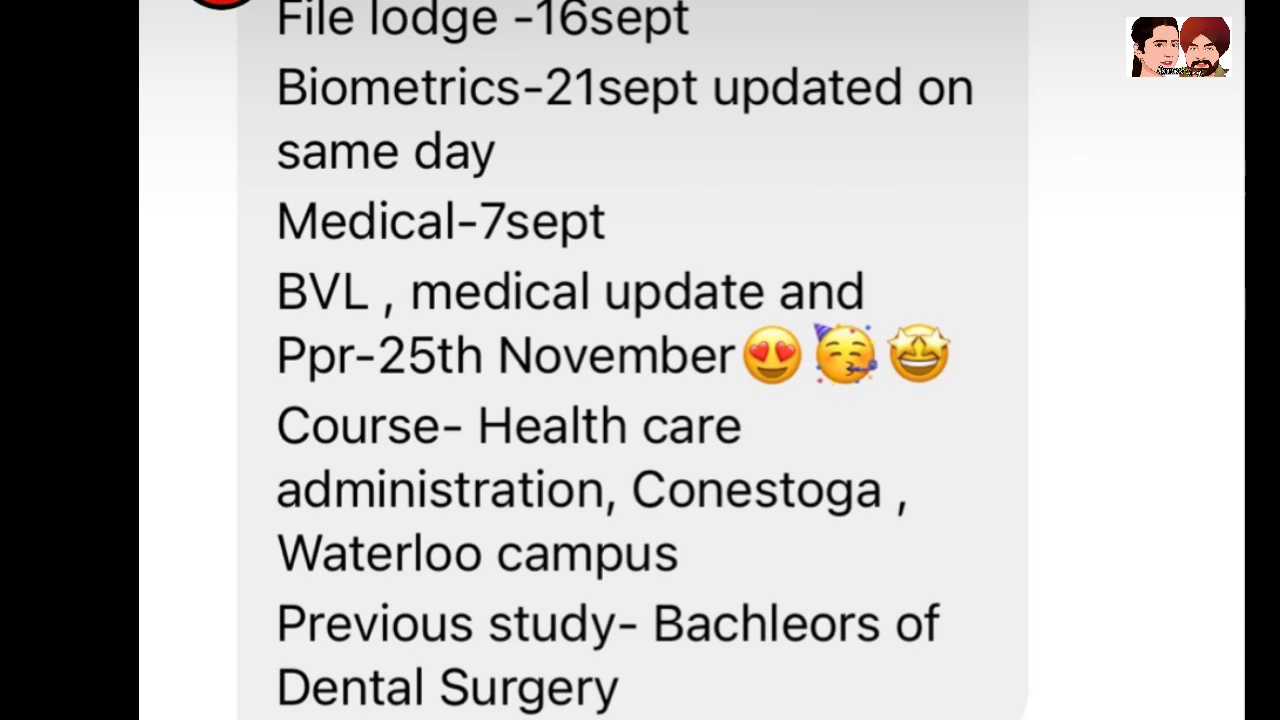 File lodge -16sept
Biometrics-21sept updated on
same day
Medical-7sept
BVL , medical update and
Ppr-25th November😍🥳🤩
Course- Health care
administration, Conestoga ,
Waterloo campus
Previous study- Bachleors of
Dental Surgery